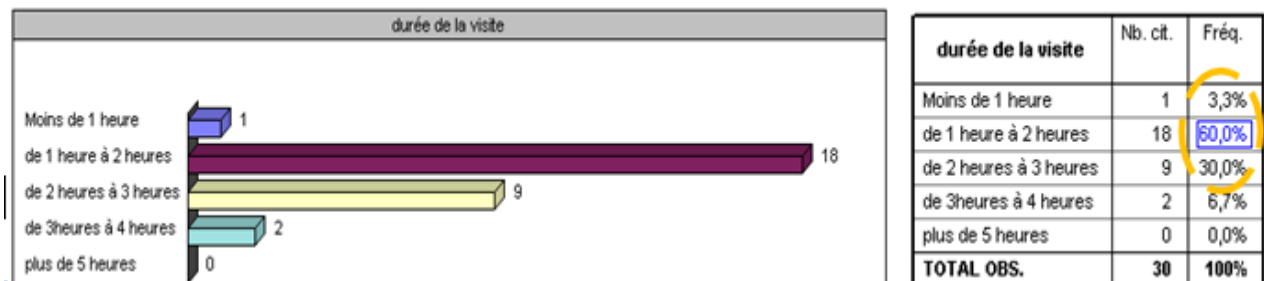 durée de la visite
Moins de 1 heure 1
de 1 heure à 2 heures 18
de 2 heures à 3 heures 9
de 3heures à 4 heures 2
plus de 5 heures 0
durée de la visite Nb. cit. Fréq.
Moins de 1 heure 1 3,3%
de 1 heure à 2 heures 18 60,0%
de 2 heures à 3 heures 9 30,0%
de 3heures à 4 heures 2 6,7%
plus de 5 heures 0 0,0%
TOTAL OBS. 30 100%